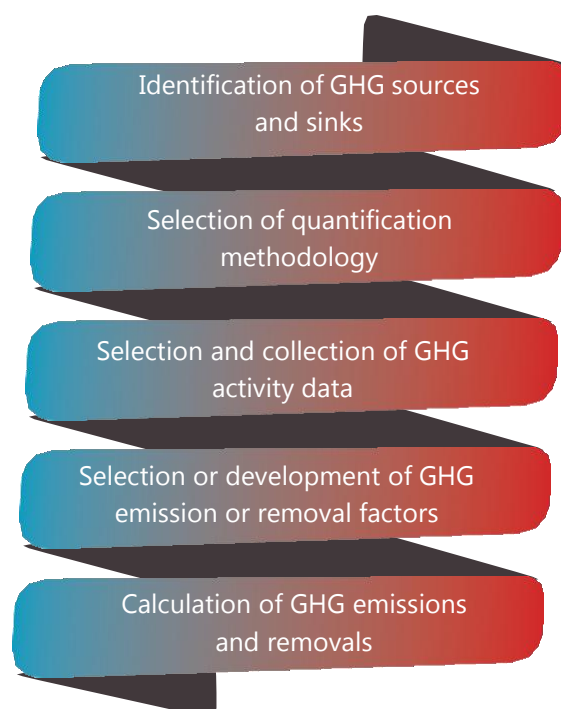 Identification of GHG sources
and sinks
Selection of quantification
methodology
Selection and collection of GHG
activity data
Selection or development of GHG
emission or removal factors
Calculation of GHG emissions
and removals